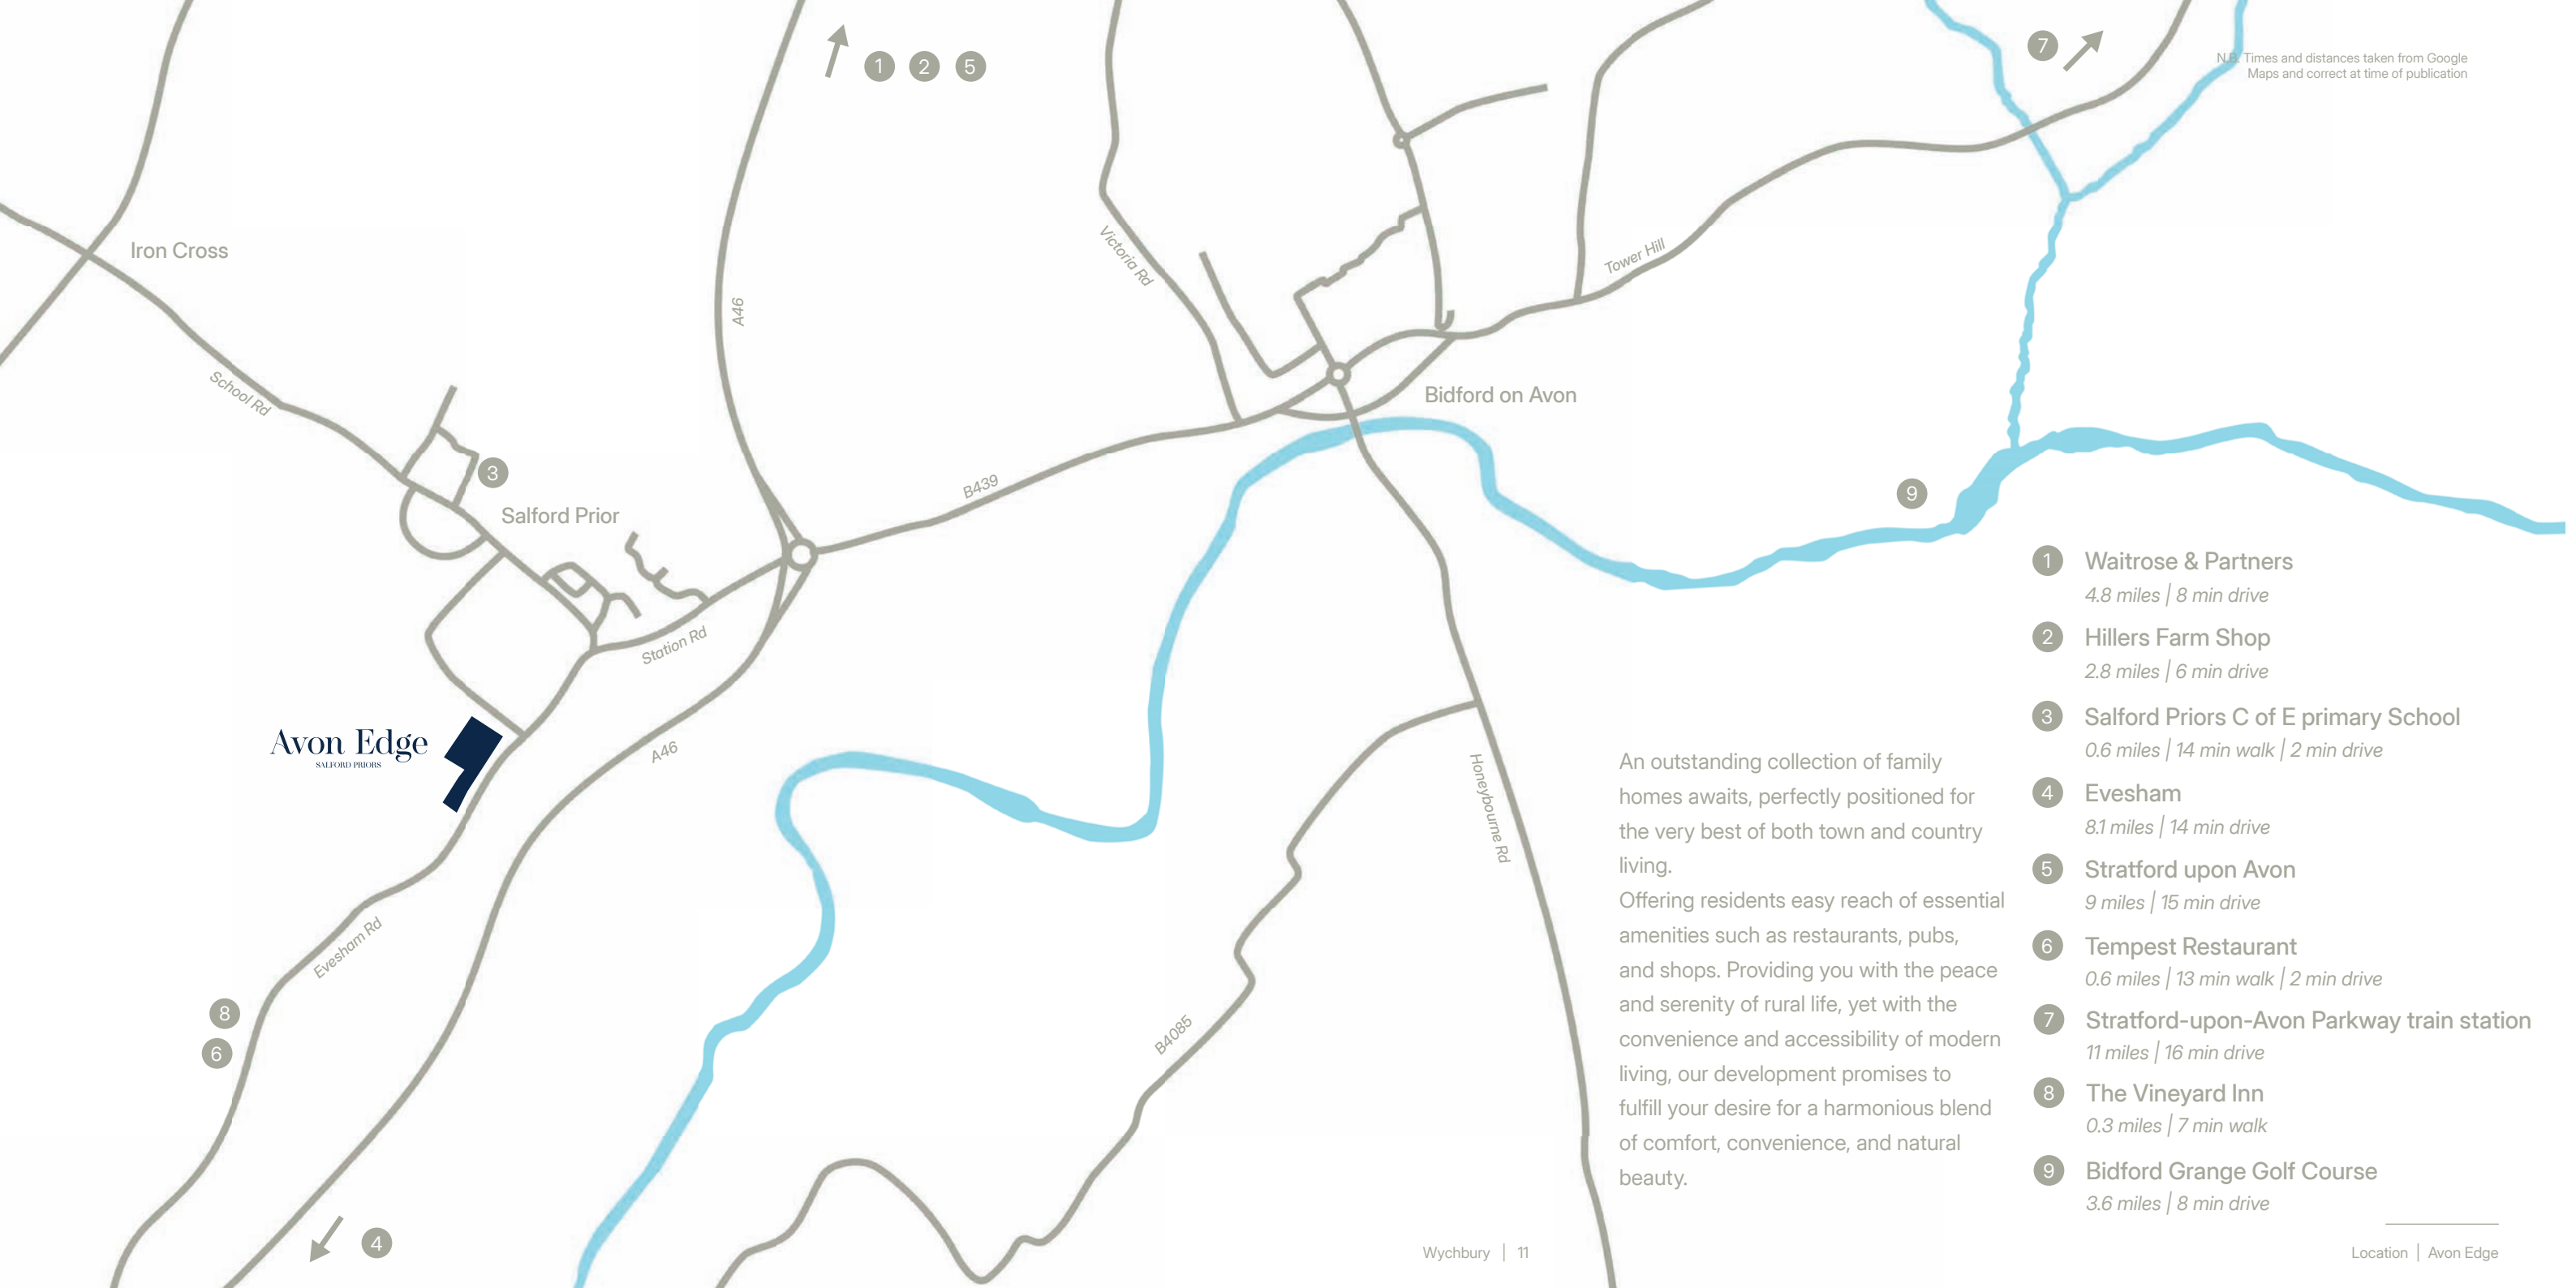 1 2 5
7
N.B. Times and distances taken from Google
Maps and correct at time of publication
Iron Cross
Victoria Rd
Tower Hill
A46
School Rd
Bidford on Avon
3
Salford Prior
B439
9
Station Rd
Avon Edge
SALFORD PRIORS
A46
Honeybourne Rd
Evesham Rd
8
6
B4085
4
An outstanding collection of family
homes awaits, perfectly positioned for
the very best of both town and country
living.
Offering residents easy reach of essential
amenities such as restaurants, pubs,
and shops. Providing you with the peace
and serenity of rural life, yet with the
convenience and accessibility of modern
living, our development promises to
fulfill your desire for a harmonious blend
of comfort, convenience, and natural
beauty.
1 Waitrose & Partners
4.8 miles | 8 min drive
2 Hillers Farm Shop
2.8 miles | 6 min drive
3 Salford Priors C of E primary School
0.6 miles | 14 min walk | 2 min drive
4 Evesham
8.1 miles | 14 min drive
5 Stratford upon Avon
9 miles | 15 min drive
6 Tempest Restaurant
0.6 miles | 13 min walk | 2 min drive
7 Stratford-upon-Avon Parkway train station
11 miles | 16 min drive
8 The Vineyard Inn
0.3 miles | 7 min walk
9 Bidford Grange Golf Course
3.6 miles | 8 min drive
Wychbury | 11
Location | Avon Edge